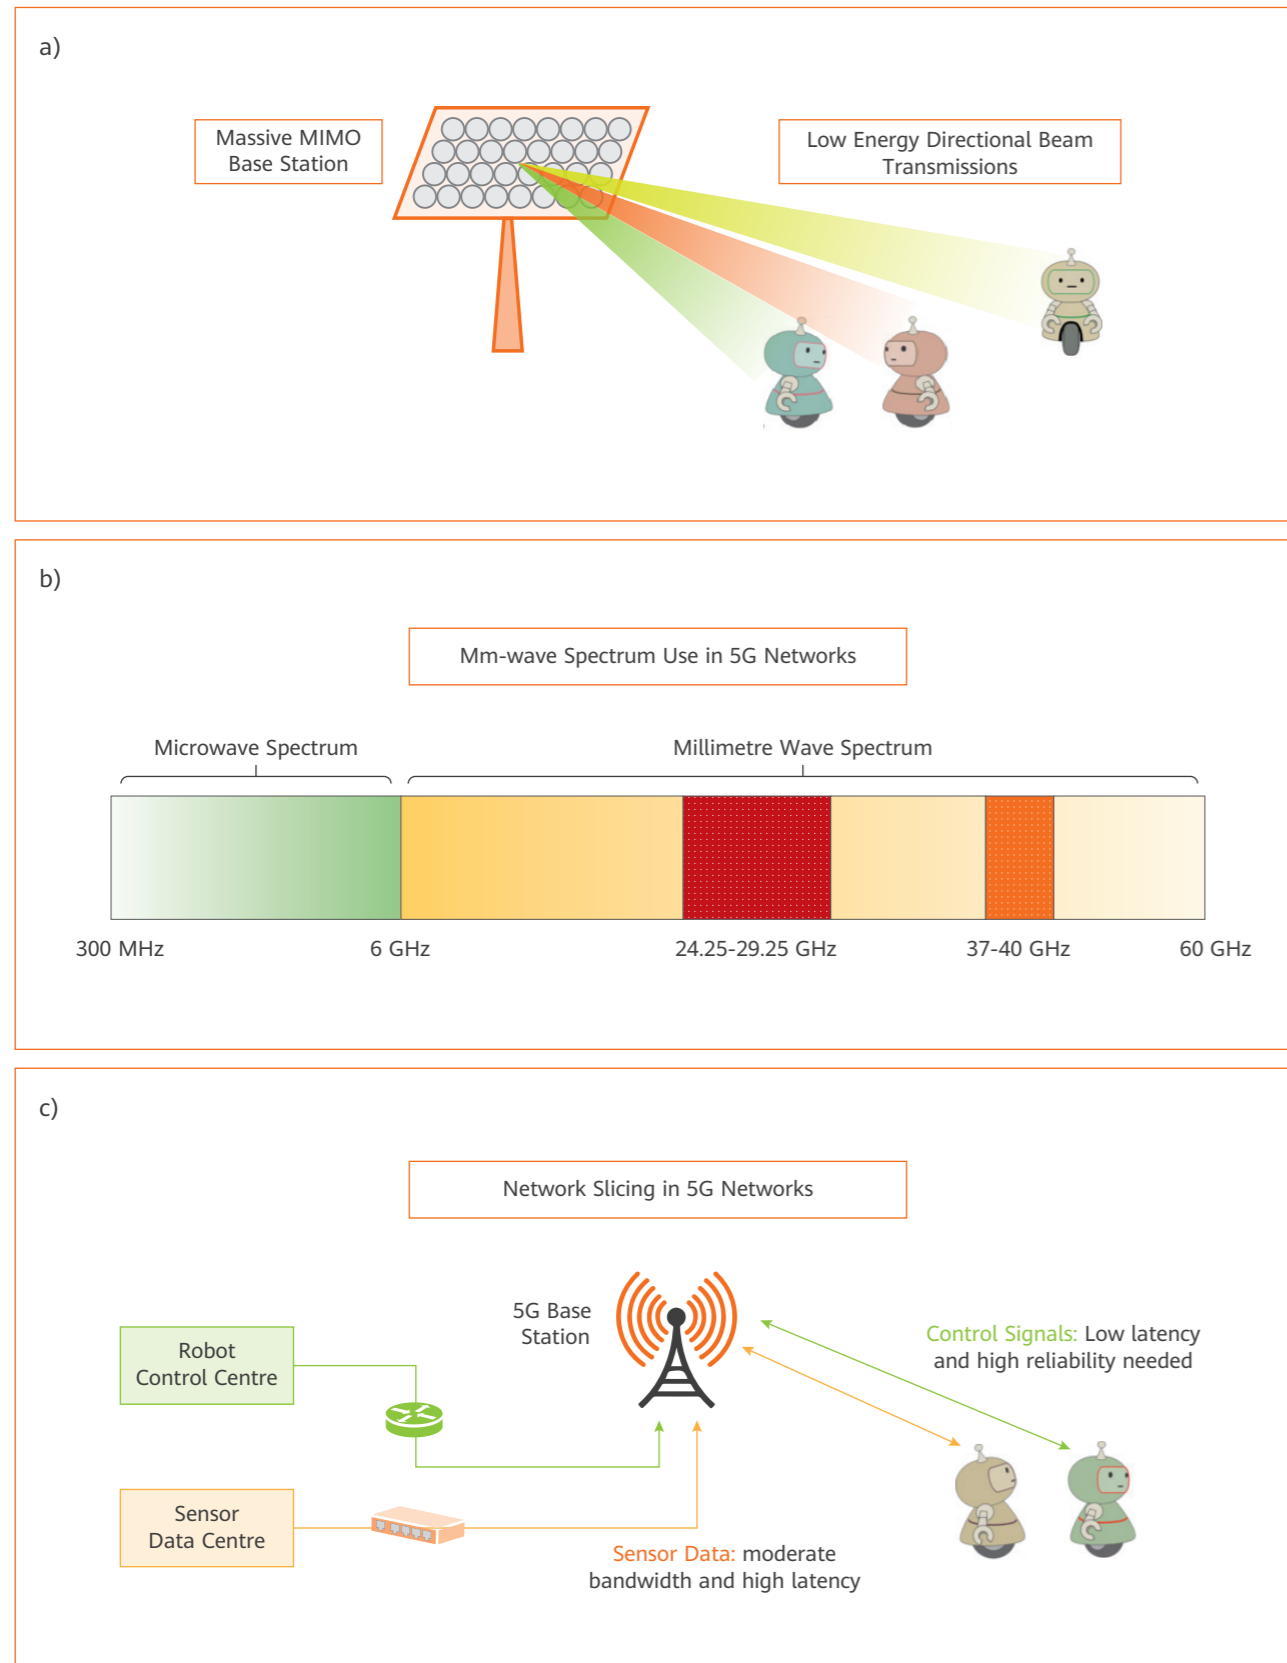 a)
Massive MIMO
Base Station
Low Energy Directional Beam
Transmissions
b)
Mm-wave Spectrum Use in 5G Networks
Microwave Spectrum
Millimetre Wave Spectrum
300 MHz
6 GHz
24.25-29.25 GHz
37-40 GHz
60 GHz
c)
Network Slicing in 5G Networks
5G Base
Station
Control Signals: Low latency
and high reliability needed
Robot
Control Centre
Sensor
Data Centre
Sensor Data: moderate
bandwidth and high latency